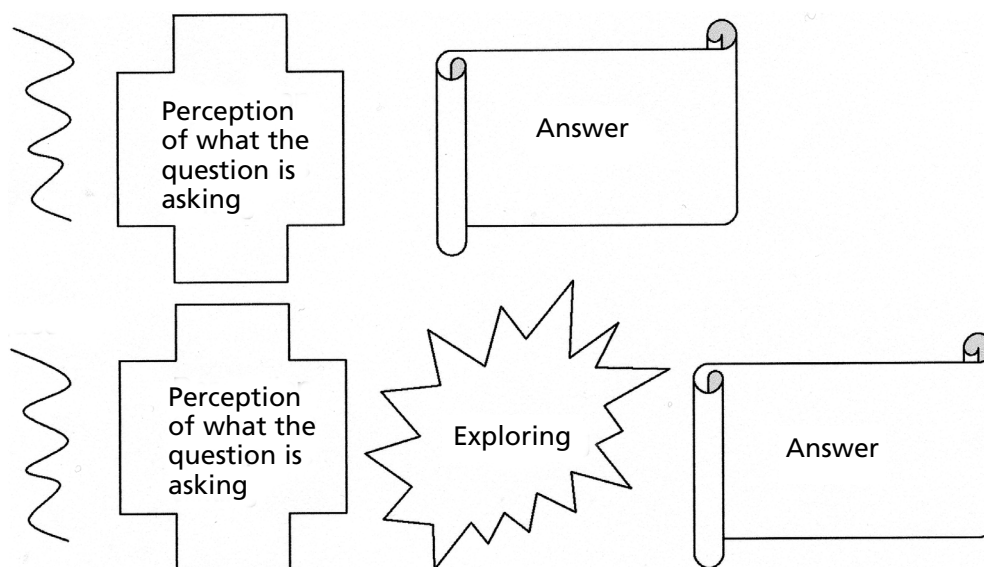 Perception
of what the
question is
asking
Answer
Perception
of what the
question is
asking
Exploring
Answer